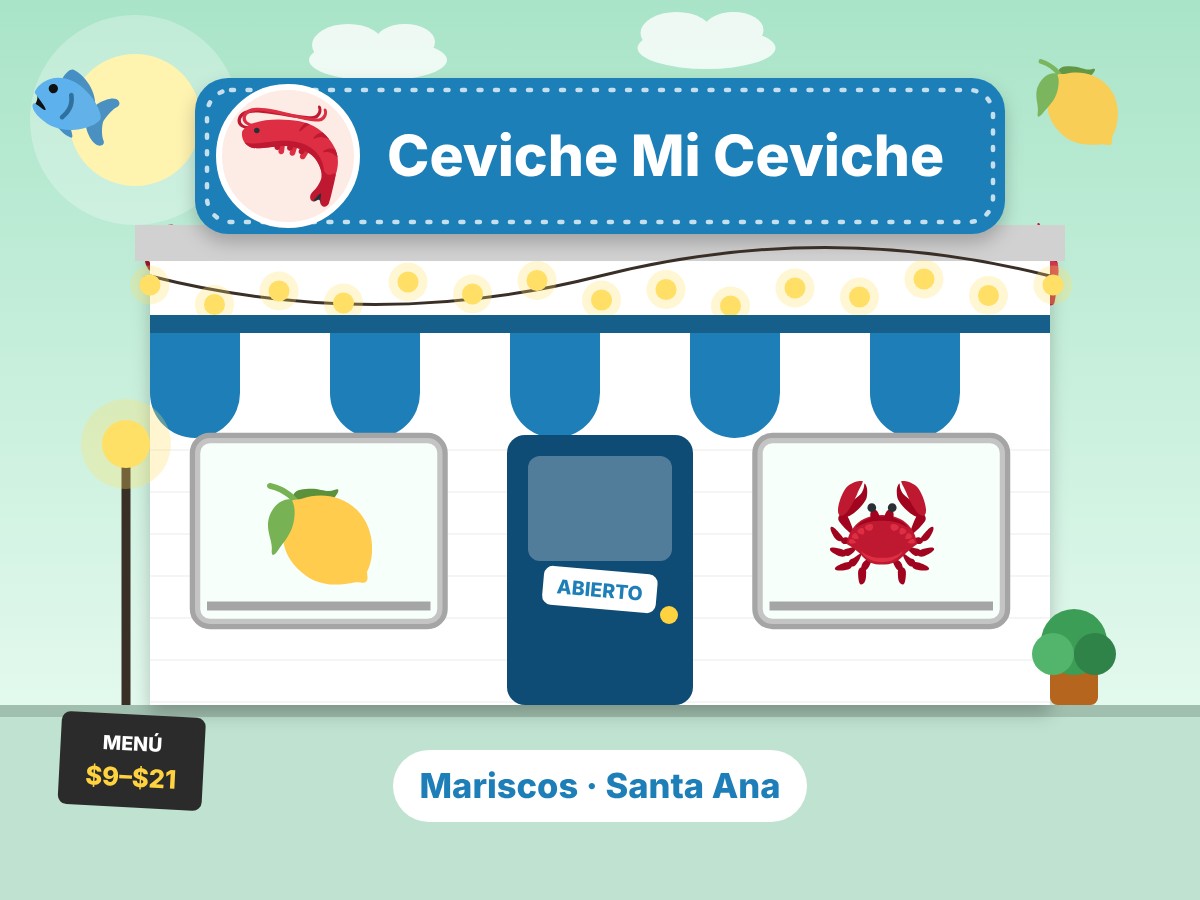 Ceviche Mi Ceviche
ABIERTO
MENÚ
$9–$21
Mariscos · Santa Ana